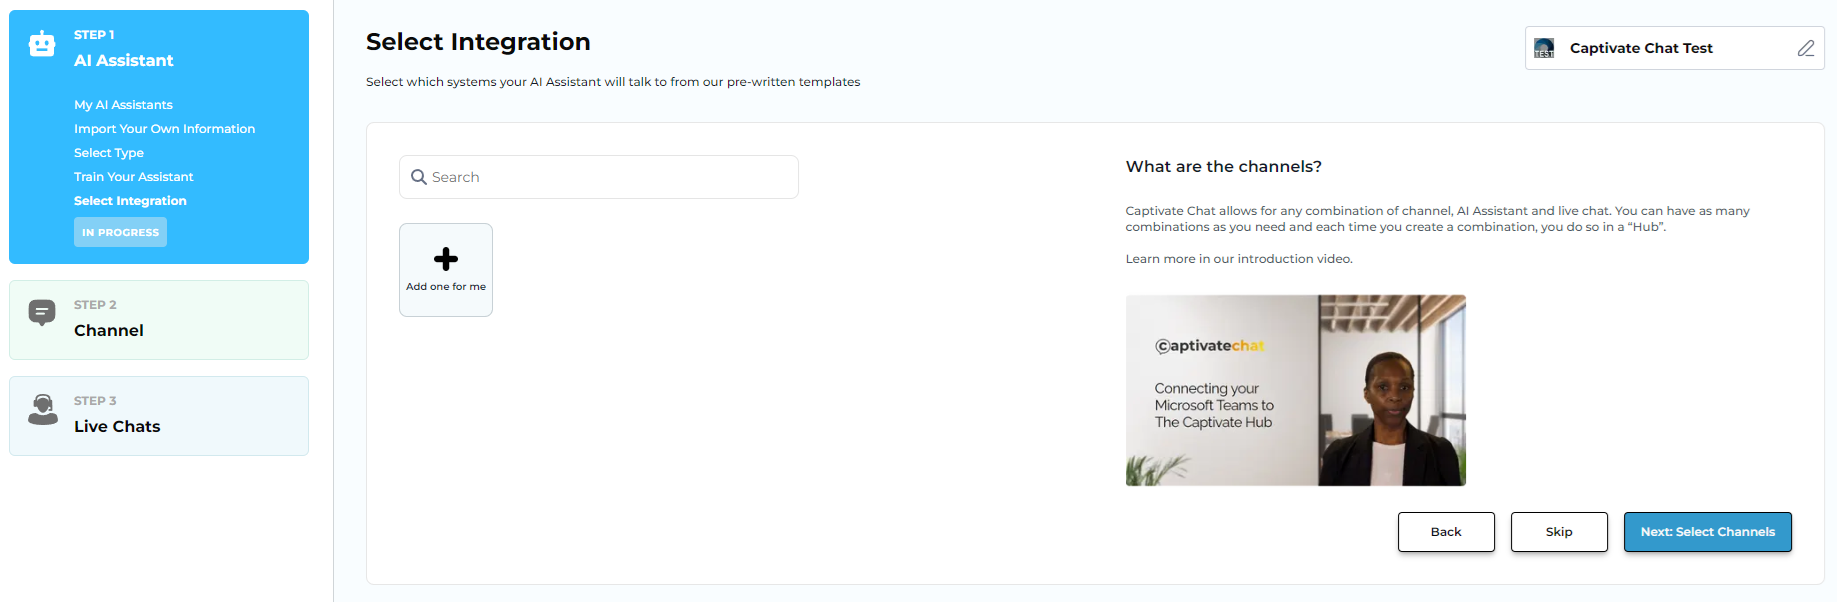 STEP 1
AI Assistant
My AI Assistants
Import Your Own Information
Select Type
Train Your Assistant
Select Integration
IN PROGRESS
STEP 2
Channel
STEP 3
Live Chats
Select Integration
Select which systems your AI Assistant will talk to from our pre-written templates
TEST
Captivate Chat Test
Search
Add one for me
What are the channels?
Captivate Chat allows for any combination of channel, AI Assistant and live chat. You can have as many
combinations as you need and each time you create a combination, you do so in a “Hub”.
Learn more in our introduction video.
captivatechat
Connecting your
Microsoft Teams to
The Captivate Hub
Back
Skip
Next: Select Channels